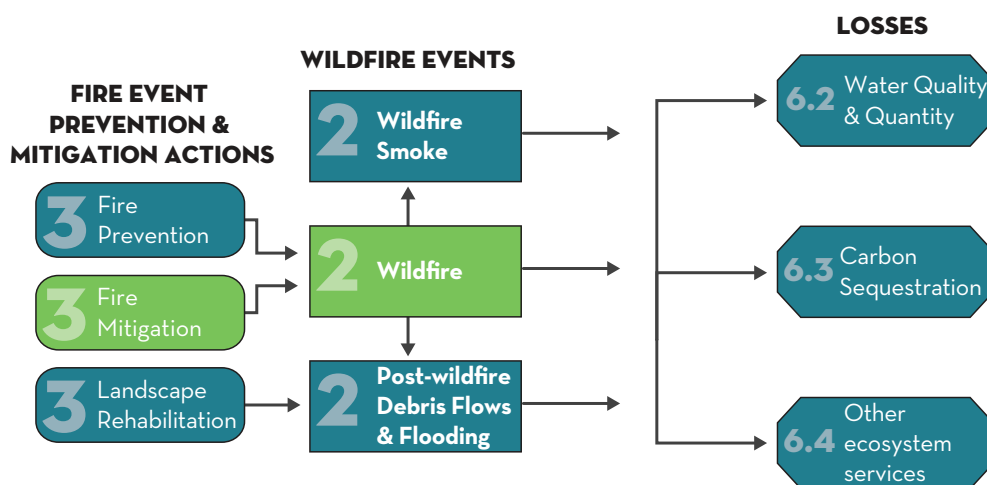 FIRE EVENT
PREVENTION &
MITIGATION ACTIONS
3 Fire
Prevention
3 Fire
Mitigation
3 Landscape
Rehabilitation
WILDFIRE EVENTS
2 Wildfire
Smoke
2 Wildfire
2 Post-wildfire
Debris Flows
& Flooding
LOSSES
6.2 Water Quality
& Quantity
6.3 Carbon
Sequestration
6.4 Other
ecosystem
services